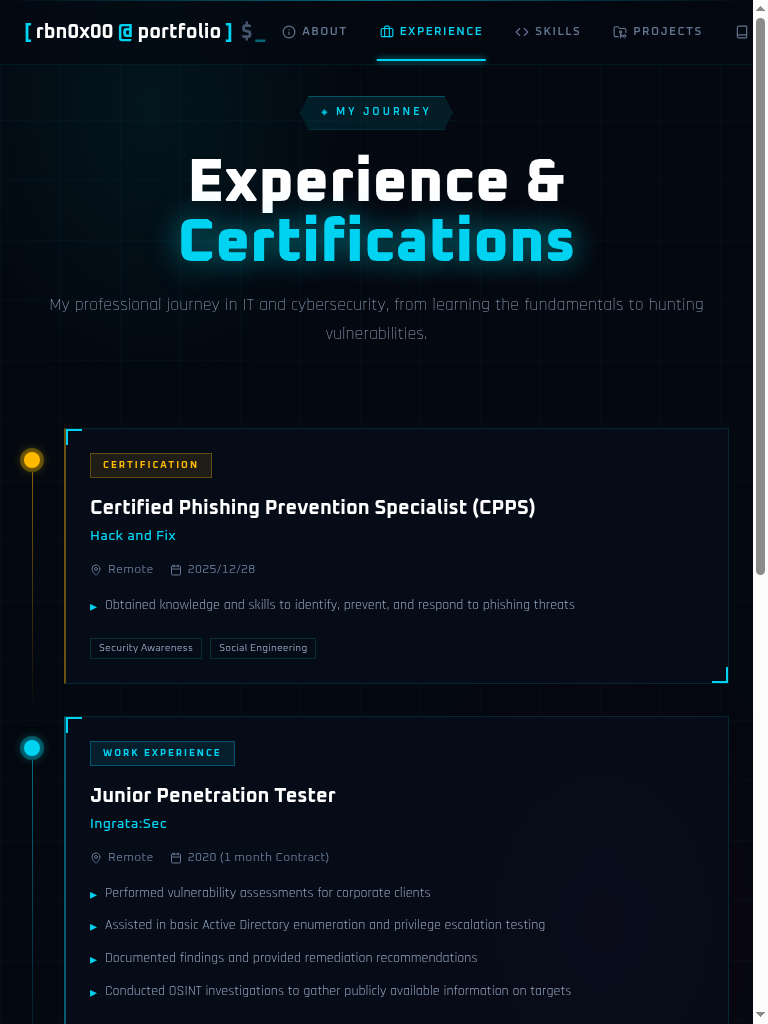 [ rbn0x00 @ portfolio ] $_ ABOUT EXPERIENCE SKILLS PROJECTS
◈ MY JOURNEY
Experience &
Certifications
My professional journey in IT and cybersecurity, from learning the fundamentals to hunting
vulnerabilities.
CERTIFICATION
Certified Phishing Prevention Specialist (CPPS)
Hack and Fix
Remote 2025/12/28
▸ Obtained knowledge and skills to identify, prevent, and respond to phishing threats
Security Awareness Social Engineering
WORK EXPERIENCE
Junior Penetration Tester
Ingrata:Sec
Remote 2020 (1 month Contract)
▸ Performed vulnerability assessments for corporate clients
▸ Assisted in basic Active Directory enumeration and privilege escalation testing
▸ Documented findings and provided remediation recommendations
▸ Conducted OSINT investigations to gather publicly available information on targets